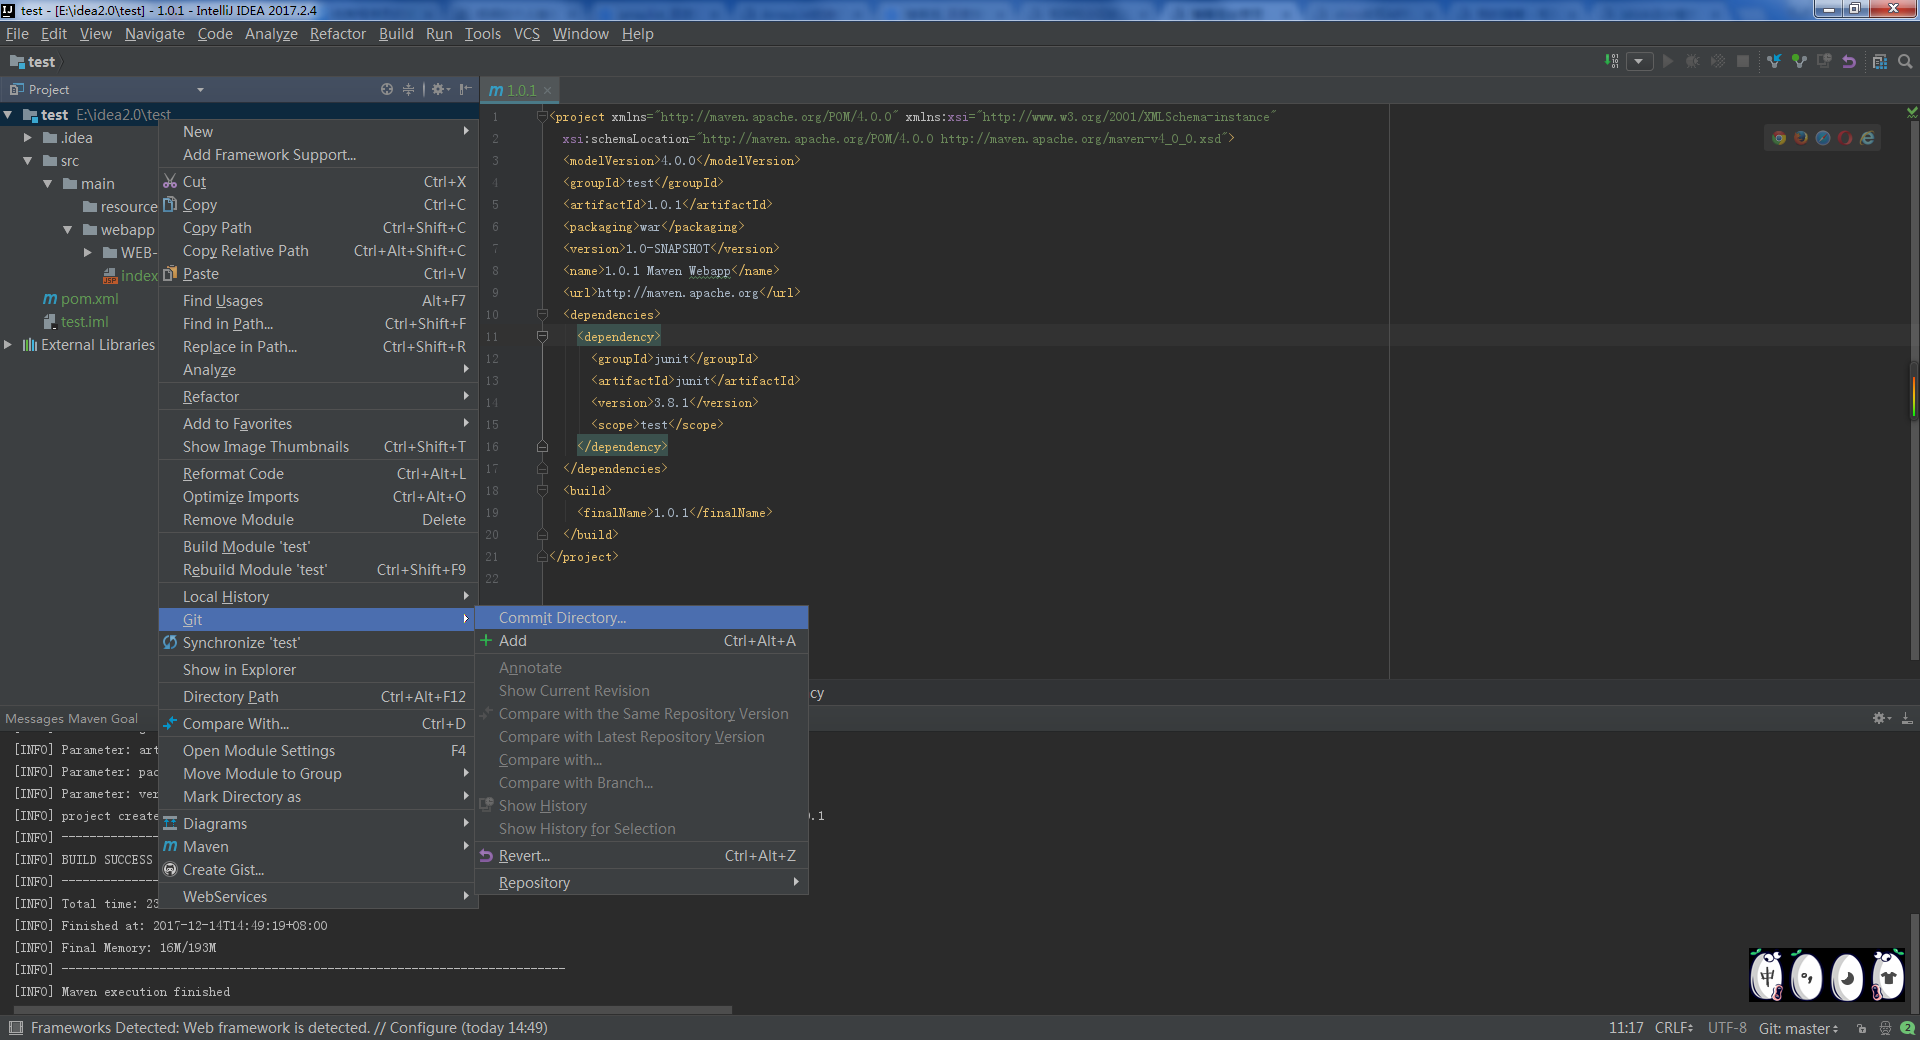 test - [E:\idea2.0\test] - 1.0.1 - IntelliJ IDEA 2017.2.4
File Edit View Navigate Code Analyze Refactor Build Run Tools VCS Window Help
test
Project
test E:\idea2.0\test
.idea
src
main
resource
webapp
WEB-
index
pom.xml
test.iml
External Libraries
New
Add Framework Support...
Cut Ctrl+X
Copy Ctrl+C
Copy Path Ctrl+Shift+C
Copy Relative Path Ctrl+Alt+Shift+C
Paste Ctrl+V
Find Usages Alt+F7
Find in Path... Ctrl+Shift+F
Replace in Path... Ctrl+Shift+R
Analyze
Refactor
Add to Favorites
Show Image Thumbnails Ctrl+Shift+T
Reformat Code Ctrl+Alt+L
Optimize Imports Ctrl+Alt+O
Remove Module Delete
Build Module 'test'
Rebuild Module 'test' Ctrl+Shift+F9
Local History
Git
Synchronize 'test'
Show in Explorer
Directory Path Ctrl+Alt+F12
Compare With... Ctrl+D
Open Module Settings F4
Move Module to Group
Mark Directory as
Diagrams
Maven
Create Gist...
WebServices
Commit Directory...
Add Ctrl+Alt+A
Annotate
Show Current Revision
Compare with the Same Repository Version
Compare with Latest Repository Version
Compare with...
Compare with Branch...
Show History
Show History for Selection
Revert... Ctrl+Alt+Z
Repository
1.0.1
1 <project xmlns="http://maven.apache.org/POM/4.0.0" xmlns:xsi="http://www.w3.org/2001/XMLSchema-instance"
2 xsi:schemaLocation="http://maven.apache.org/POM/4.0.0 http://maven.apache.org/maven-v4_0_0.xsd">
3 <modelVersion>4.0.0</modelVersion>
4 <groupId>test</groupId>
5 <artifactId>1.0.1</artifactId>
6 <packaging>war</packaging>
7 <version>1.0-SNAPSHOT</version>
8 <name>1.0.1 Maven Webapp</name>
9 <url>http://maven.apache.org</url>
10 <dependencies>
11 <dependency>
12 <groupId>junit</groupId>
13 <artifactId>junit</artifactId>
14 <version>3.8.1</version>
15 <scope>test</scope>
16 </dependency>
17 </dependencies>
18 <build>
19 <finalName>1.0.1</finalName>
20 </build>
21 </project>
22
cy
Messages Maven Goal
[INFO] Parameter: art
[INFO] Parameter: pac
[INFO] Parameter: ver
[INFO] project create 0.1
[INFO] --------------
[INFO] BUILD SUCCESS
[INFO] --------------
[INFO] Total time: 23
[INFO] Finished at: 2017-12-14T14:49:19+08:00
[INFO] Final Memory: 16M/193M
[INFO] ------------------------------------------------------------------------
[INFO] Maven execution finished
中
Frameworks Detected: Web framework is detected. // Configure (today 14:49)
11:17 CRLF UTF-8 Git: master 2